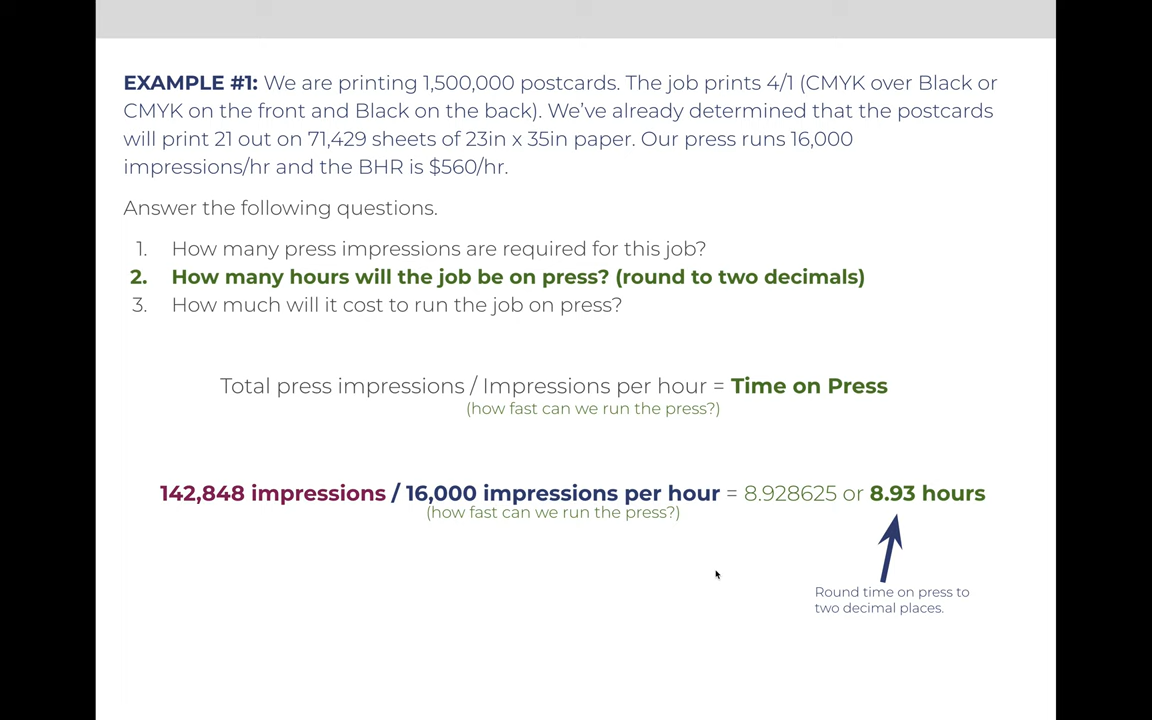 EXAMPLE #1: We are printing 1,500,000 postcards. The job prints 4/1 (CMYK over Black or
CMYK on the front and Black on the back). We've already determined that the postcards
will print 21 out on 71,429 sheets of 23in x 35in paper. Our press runs 16,000
impressions/hr and the BHR is $560/hr.
Answer the following questions.
1. How many press impressions are required for this job?
2. How many hours will the job be on press? (round to two decimals)
3. How much will it cost to run the job on press?
Total press impressions / Impressions per hour = Time on Press
(how fast can we run the press?)
142,848 impressions / 16,000 impressions per hour = 8.928625 or 8.93 hours
(how fast can we run the press?)
Round time on press to
two decimal places.